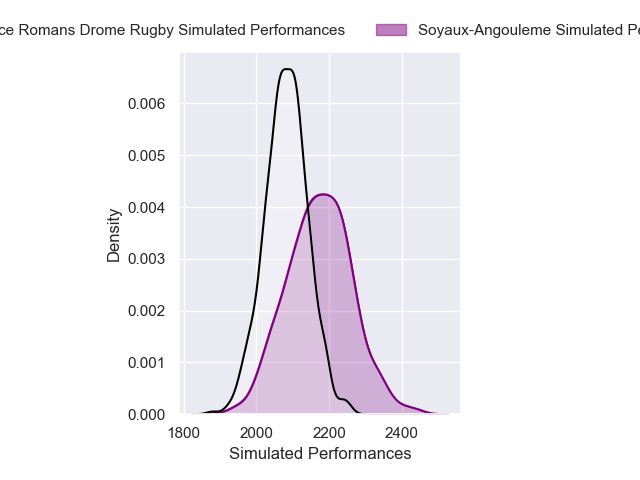 ce Romans Drome Rugby Simulated Performances
Soyaux-Angouleme Simulated Pe
0.006
0.005
0.004
0.003
0.002
0.001
0.000
Density
1800 2000 2200 2400
Simulated Performances